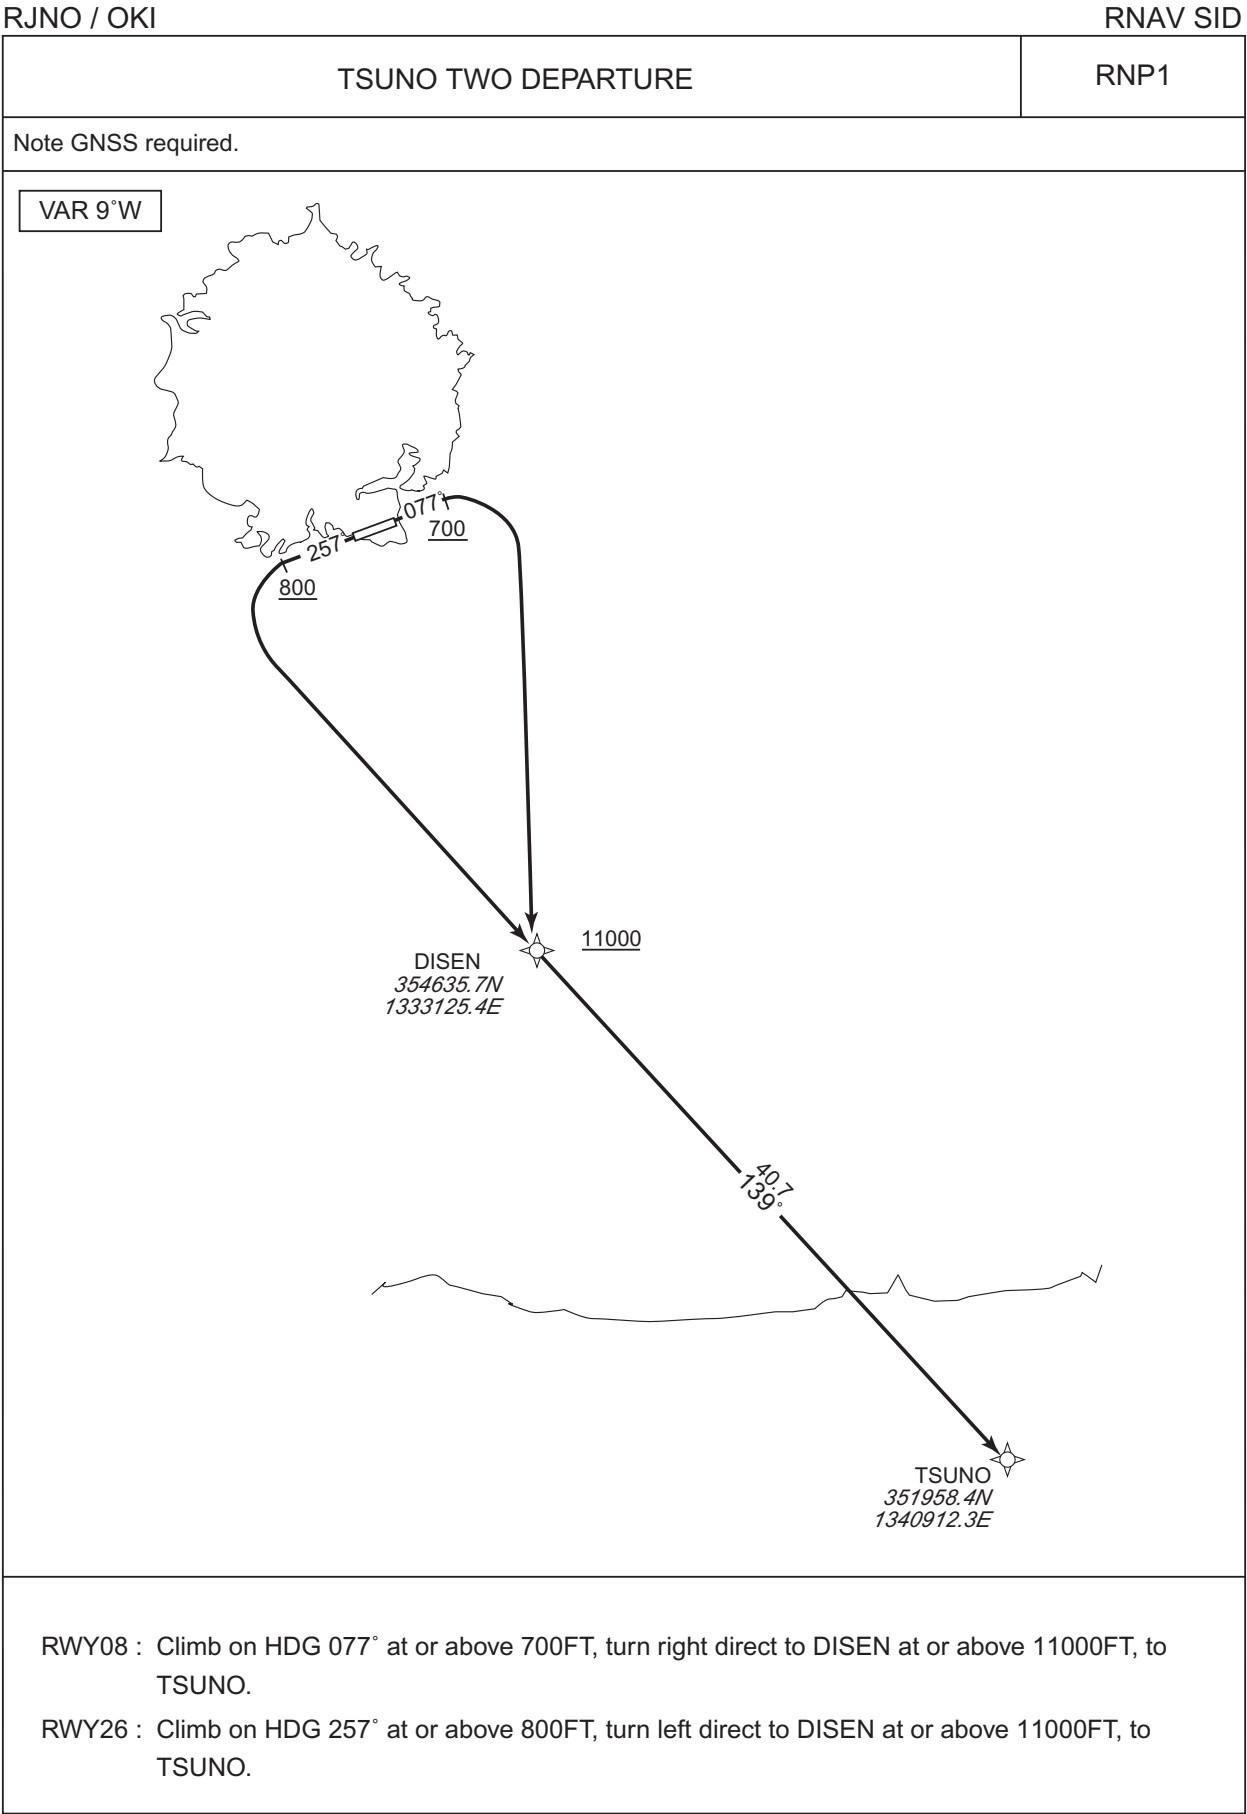 RJNO / OKI
RNAV SID
TSUNO TWO DEPARTURE
RNP1
Note GNSS required.
VAR 9˚W
077˚
700
257
800
11000
DISEN
354635.7N
1333125.4E
40.7
139˚
TSUNO
351958.4N
1340912.3E
RWY08 : Climb on HDG 077˚ at or above 700FT, turn right direct to DISEN at or above 11000FT, to
TSUNO.
RWY26 : Climb on HDG 257˚ at or above 800FT, turn left direct to DISEN at or above 11000FT, to
TSUNO.